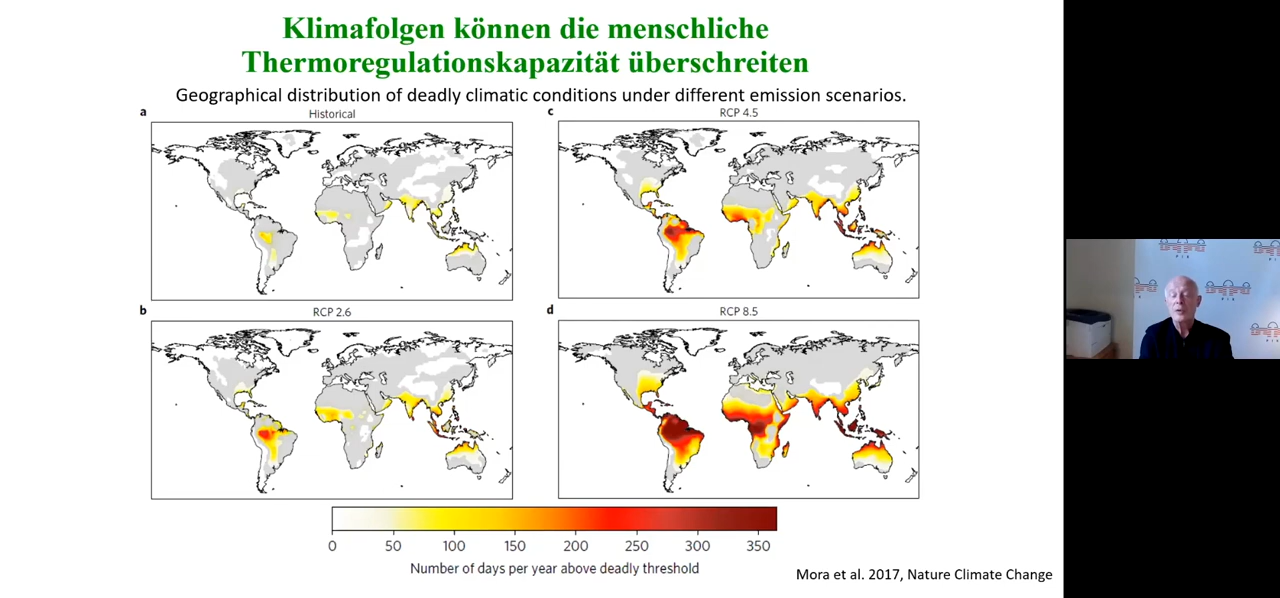 Klimafolgen können die menschliche
Thermoregulationskapazität überschreiten
Geographical distribution of deadly climatic conditions under different emission scenarios.
a
Historical
c
RCP 4.5
b
RCP 2.6
d
RCP 8.5
0 50 100 150 200 250 300 350
Number of days per year above deadly threshold
Mora et al. 2017, Nature Climate Change
PIK